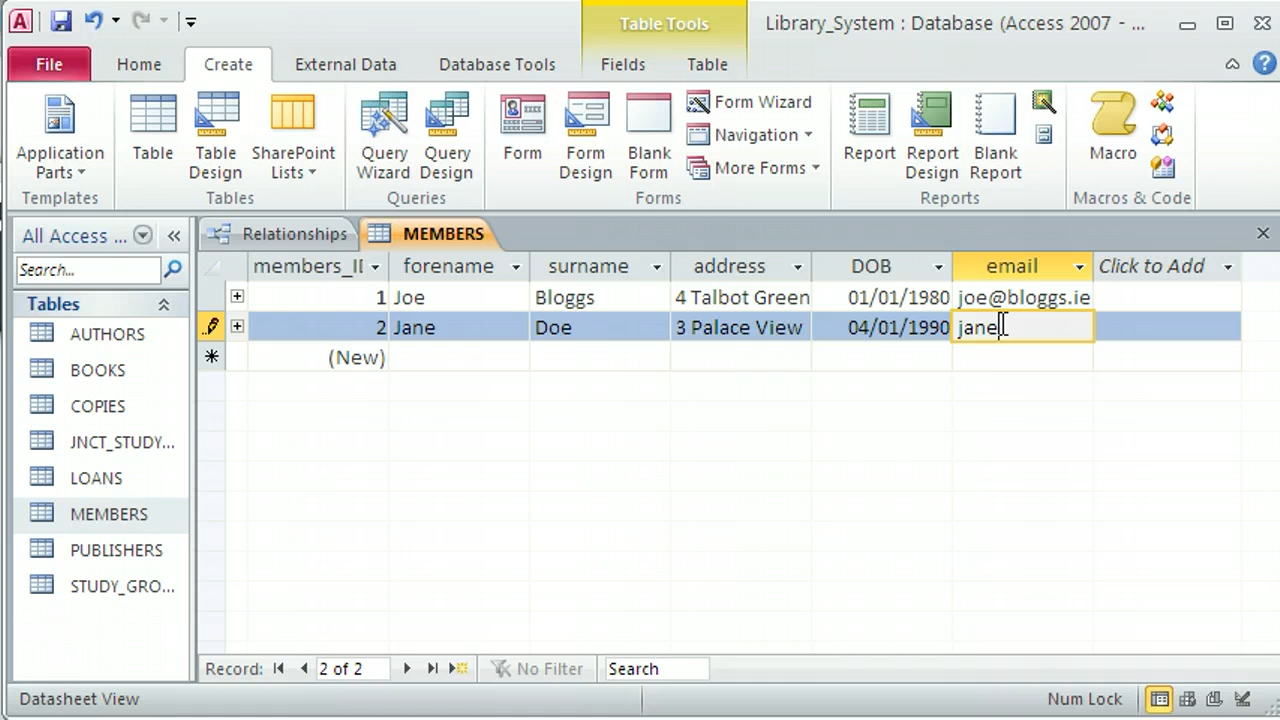 Table Tools
Library_System : Database (Access 2007 - ...
File Home Create External Data Database Tools Fields Table
Application Parts
Table
Table Design
SharePoint Lists
Query Wizard
Query Design
Form
Form Design
Blank Form
Form Wizard
Navigation
More Forms
Report
Report Design
Blank Report
Macro
Templates Tables Queries Forms Reports Macros & Code
All Access ...
Relationships MEMBERS
Search...
Tables
AUTHORS
BOOKS
COPIES
JNCT_STUDY...
LOANS
MEMBERS
PUBLISHERS
STUDY_GRO...
members_II forename surname address DOB email Click to Add
1 Joe Bloggs 4 Talbot Green 01/01/1980 joe@bloggs.ie
2 Jane Doe 3 Palace View 04/01/1990 jane
(New)
Record: 2 of 2 No Filter Search
Datasheet View Num Lock